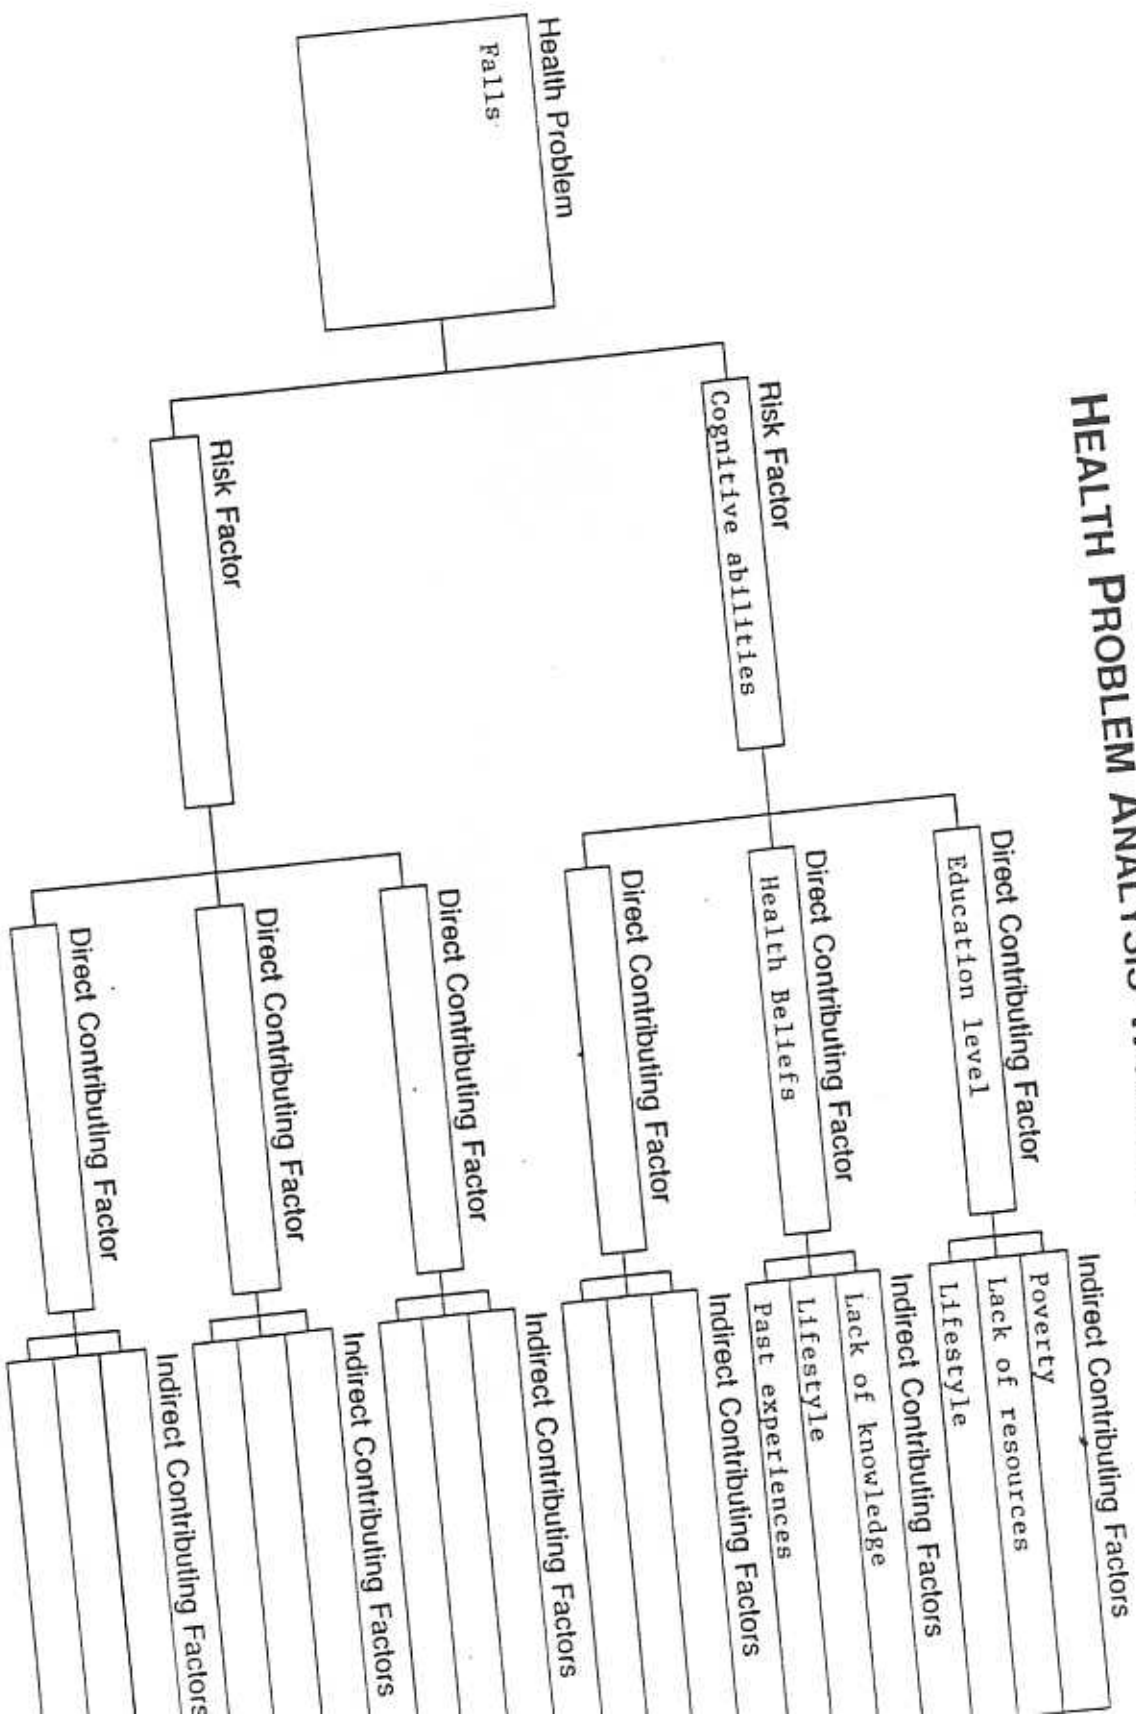 HEALTH PROBLEM ANALYSIS
Health Problem
Falls
Risk Factor
Cognitive abilities
Direct Contributing Factor
Education level
Indirect Contributing Factors
Poverty
Lack of resources
Lifestyle
Direct Contributing Factor
Health Beliefs
Indirect Contributing Factors
Lack of knowledge
Lifestyle
Past experiences
Direct Contributing Factor
Indirect Contributing Factors
Risk Factor
Direct Contributing Factor
Indirect Contributing Factors
Direct Contributing Factor
Indirect Contributing Factors
Direct Contributing Factor
Indirect Contributing Factors